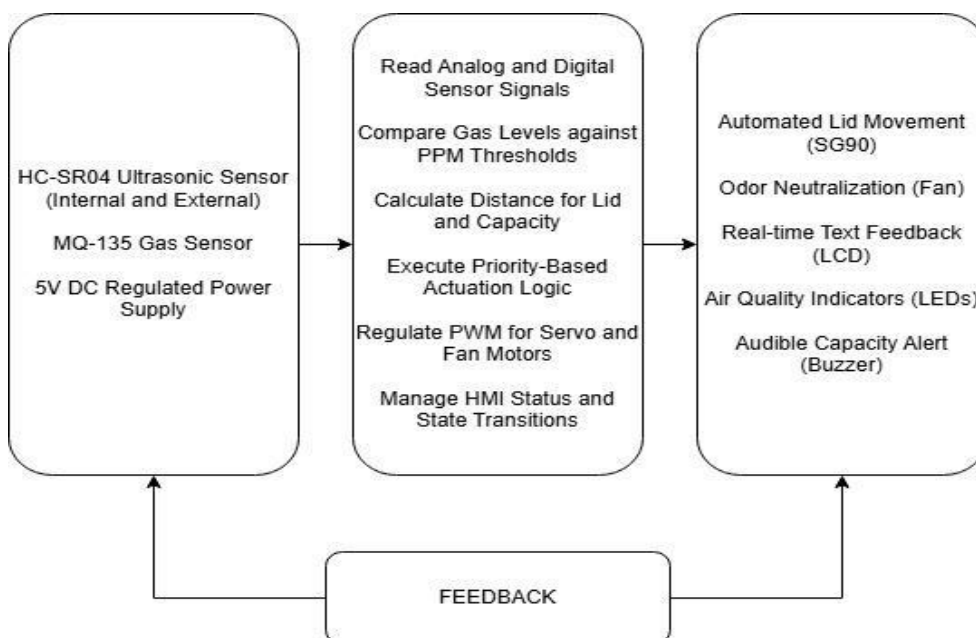 HC-SR04 Ultrasonic Sensor
(Internal and External)
MQ-135 Gas Sensor
5V DC Regulated Power
Supply
Read Analog and Digital
Sensor Signals
Compare Gas Levels against
PPM Thresholds
Calculate Distance for Lid
and Capacity
Execute Priority-Based
Actuation Logic
Regulate PWM for Servo and
Fan Motors
Manage HMI Status and
State Transitions
Automated Lid Movement
(SG90)
Odor Neutralization (Fan)
Real-time Text Feedback
(LCD)
Air Quality Indicators (LEDs)
Audible Capacity Alert
(Buzzer)
FEEDBACK